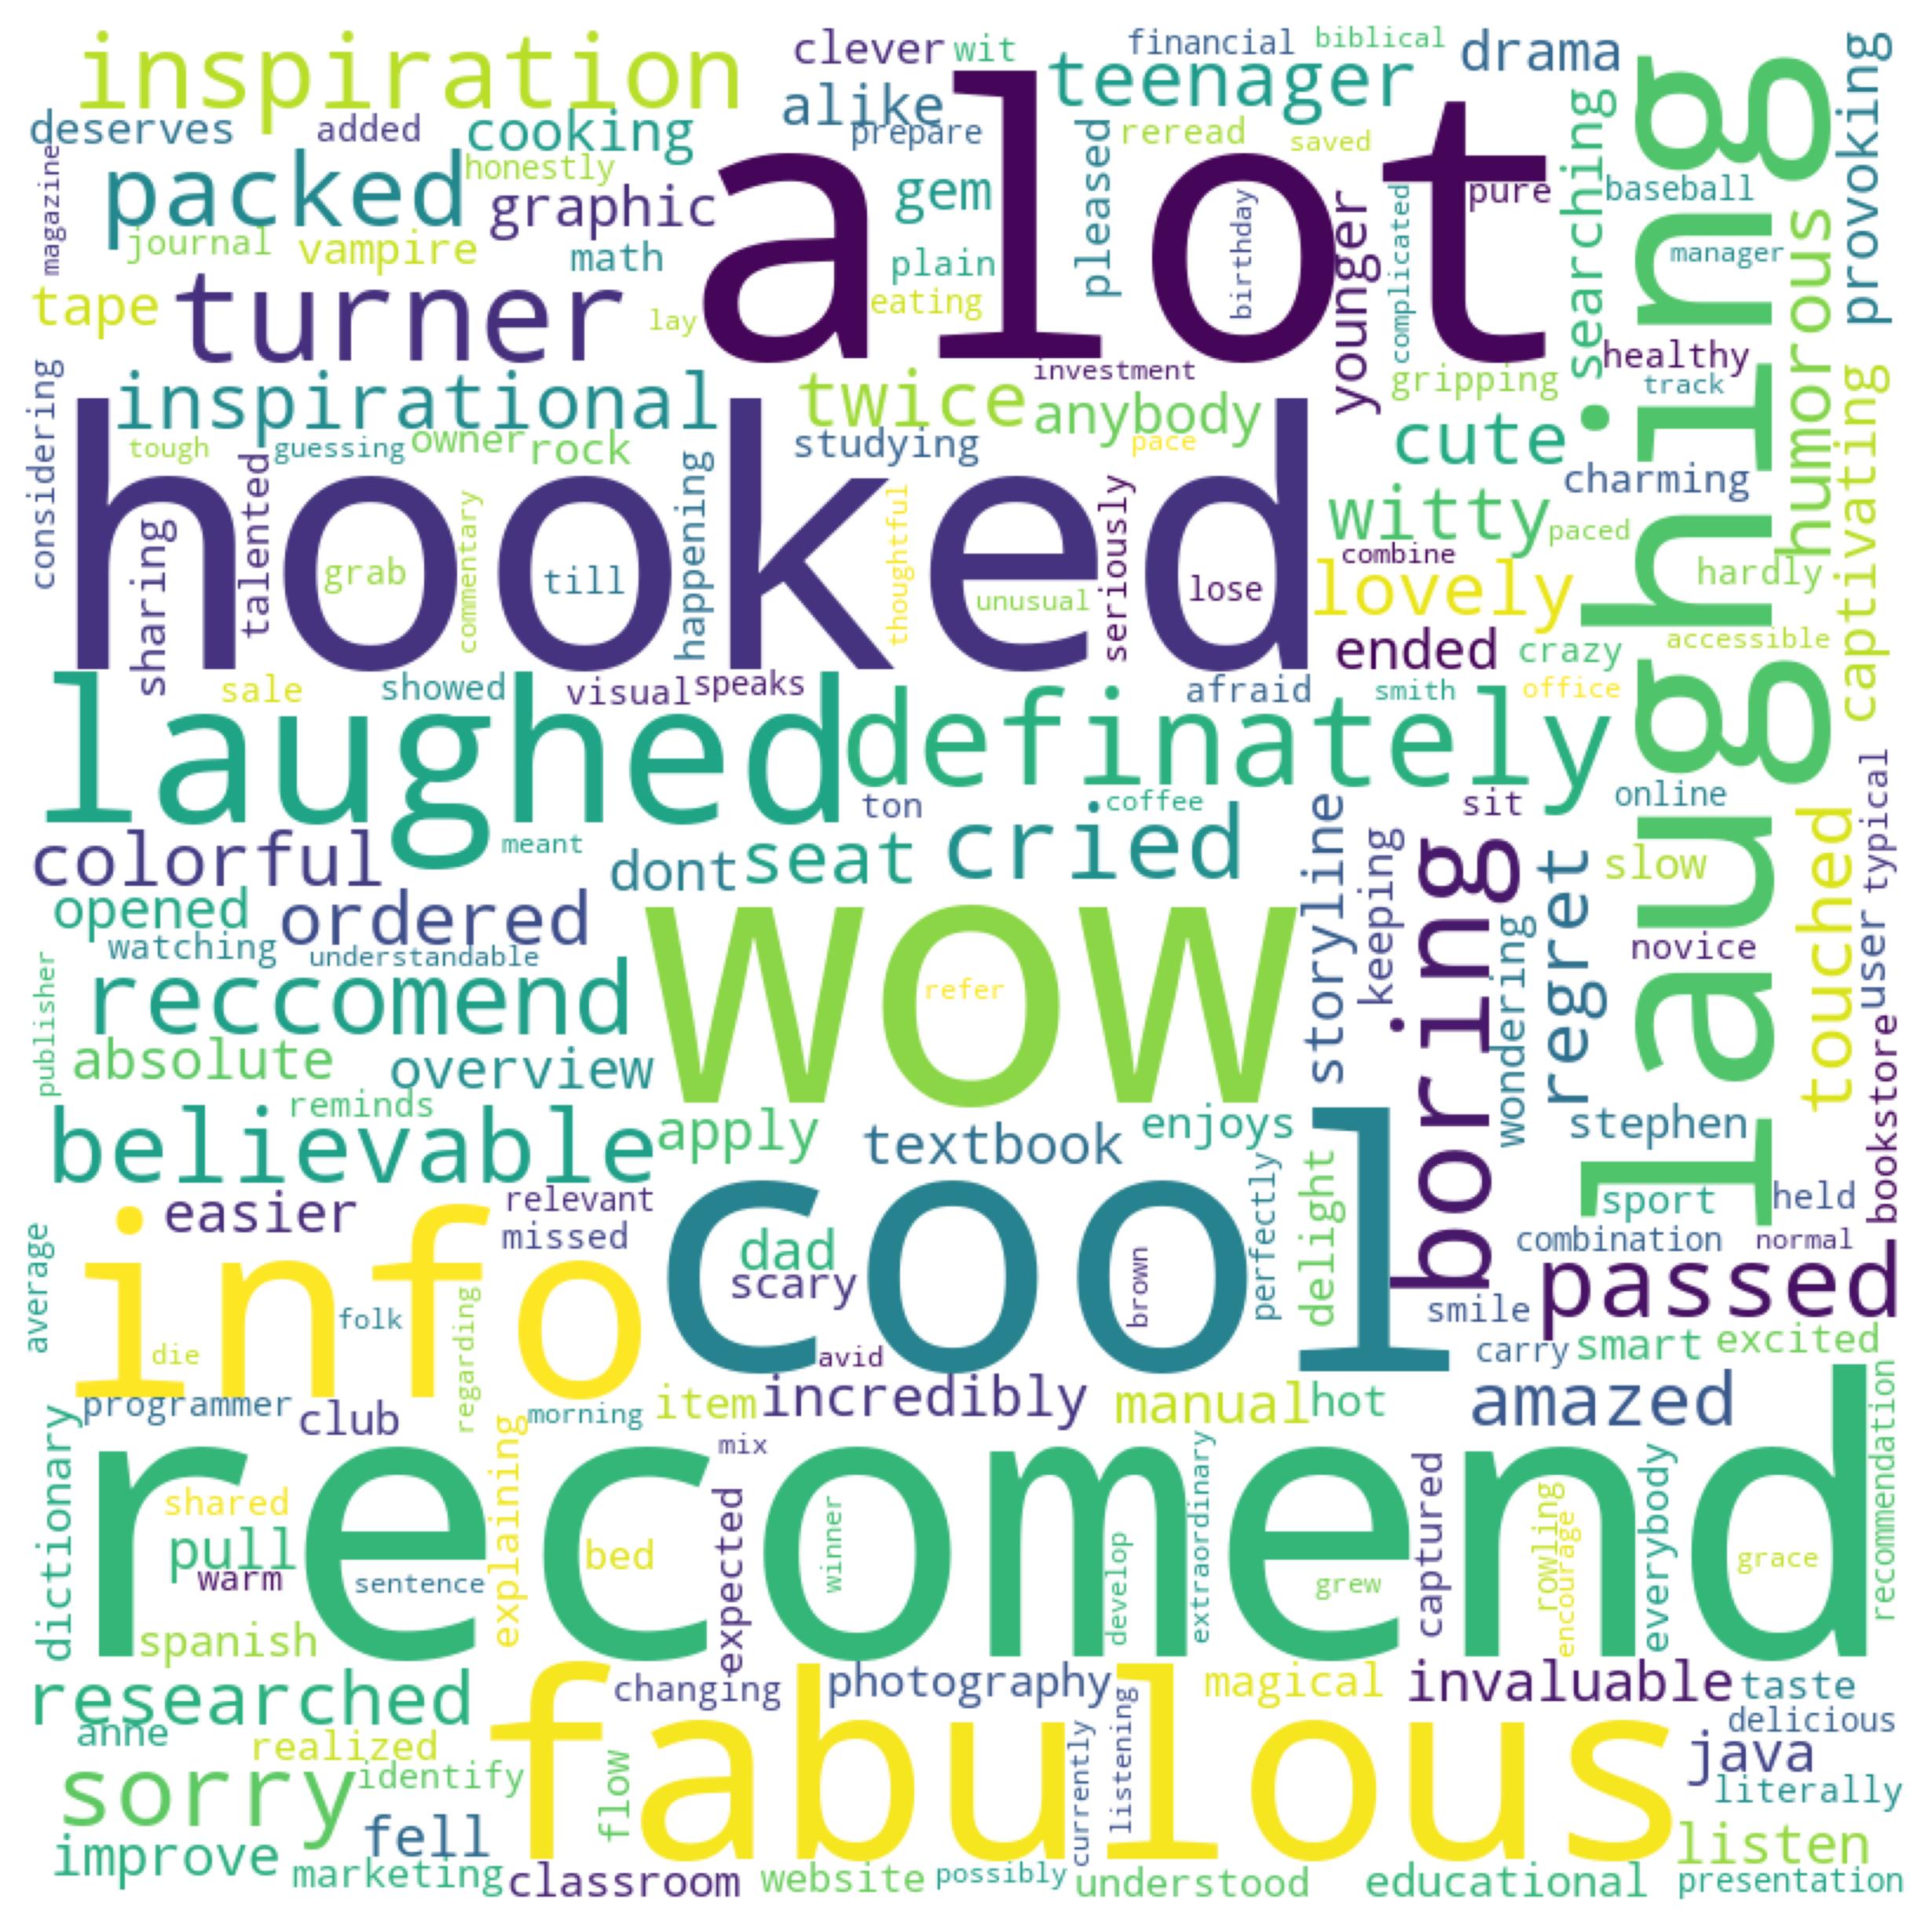 inspiration
clever
wit
financial
biblical
drama
teenager
alike
deserves
added
cooking
prepare
reread
saved
provoking
magazine
packed
honestly
graphic
alot
gem
pleased
birthday
younger
complicated
pure
searching
baseball
laughing
humorous
journal
vampire
math
plain
manager
tape
turner
lay
eating
investment
healthy
considering
inspirational
twice
anybody
gripping
track
captivating
tough
guessing
owner
rock
studying
pace
cute
charming
hooked
sharing
talented
grab
commentary
till
happening
thoughtful
unusual
seriously
lose
witty
paced
combine
lovely
hardly
ended
crazy
accessible
sale
showed
visual
speaks
afraid
smith
office
laughed
definately
meant
ton
coffee
sit
online
typical
colorful
dont
seat
cried
storyline
keeping
boring
regret
slow
touched
user
opened
ordered
watching
understandable
wow
refer
wondering
novice
publisher
reccomend
absolute
overview
bookstore
reminds
believable
apply
textbook
enjoys
stephen
easier
relevant
missed
cool
dad
scary
brown
perfectly
delight
sport
held
combination
normal
average
info
folk
regarding
die
avid
smile
passed
carry
smart
excited
programmer
club
morning
item
incredibly
manual
hot
amazed
recommendation
dictionary
recomend
mix
shared
pull
warm
sentence
explaining
bed
expected
winner
develop
extraordinary
grew
captured
rowling
encourage
everybody
grace
spanish
researched
changing
photography
magical
invaluable
taste
anne
realized
fabulous
delicious
java
sorry
identify
flow
currently
listening
literally
improve
fell
listen
marketing
classroom
website
possibly
understood
educational
presentation